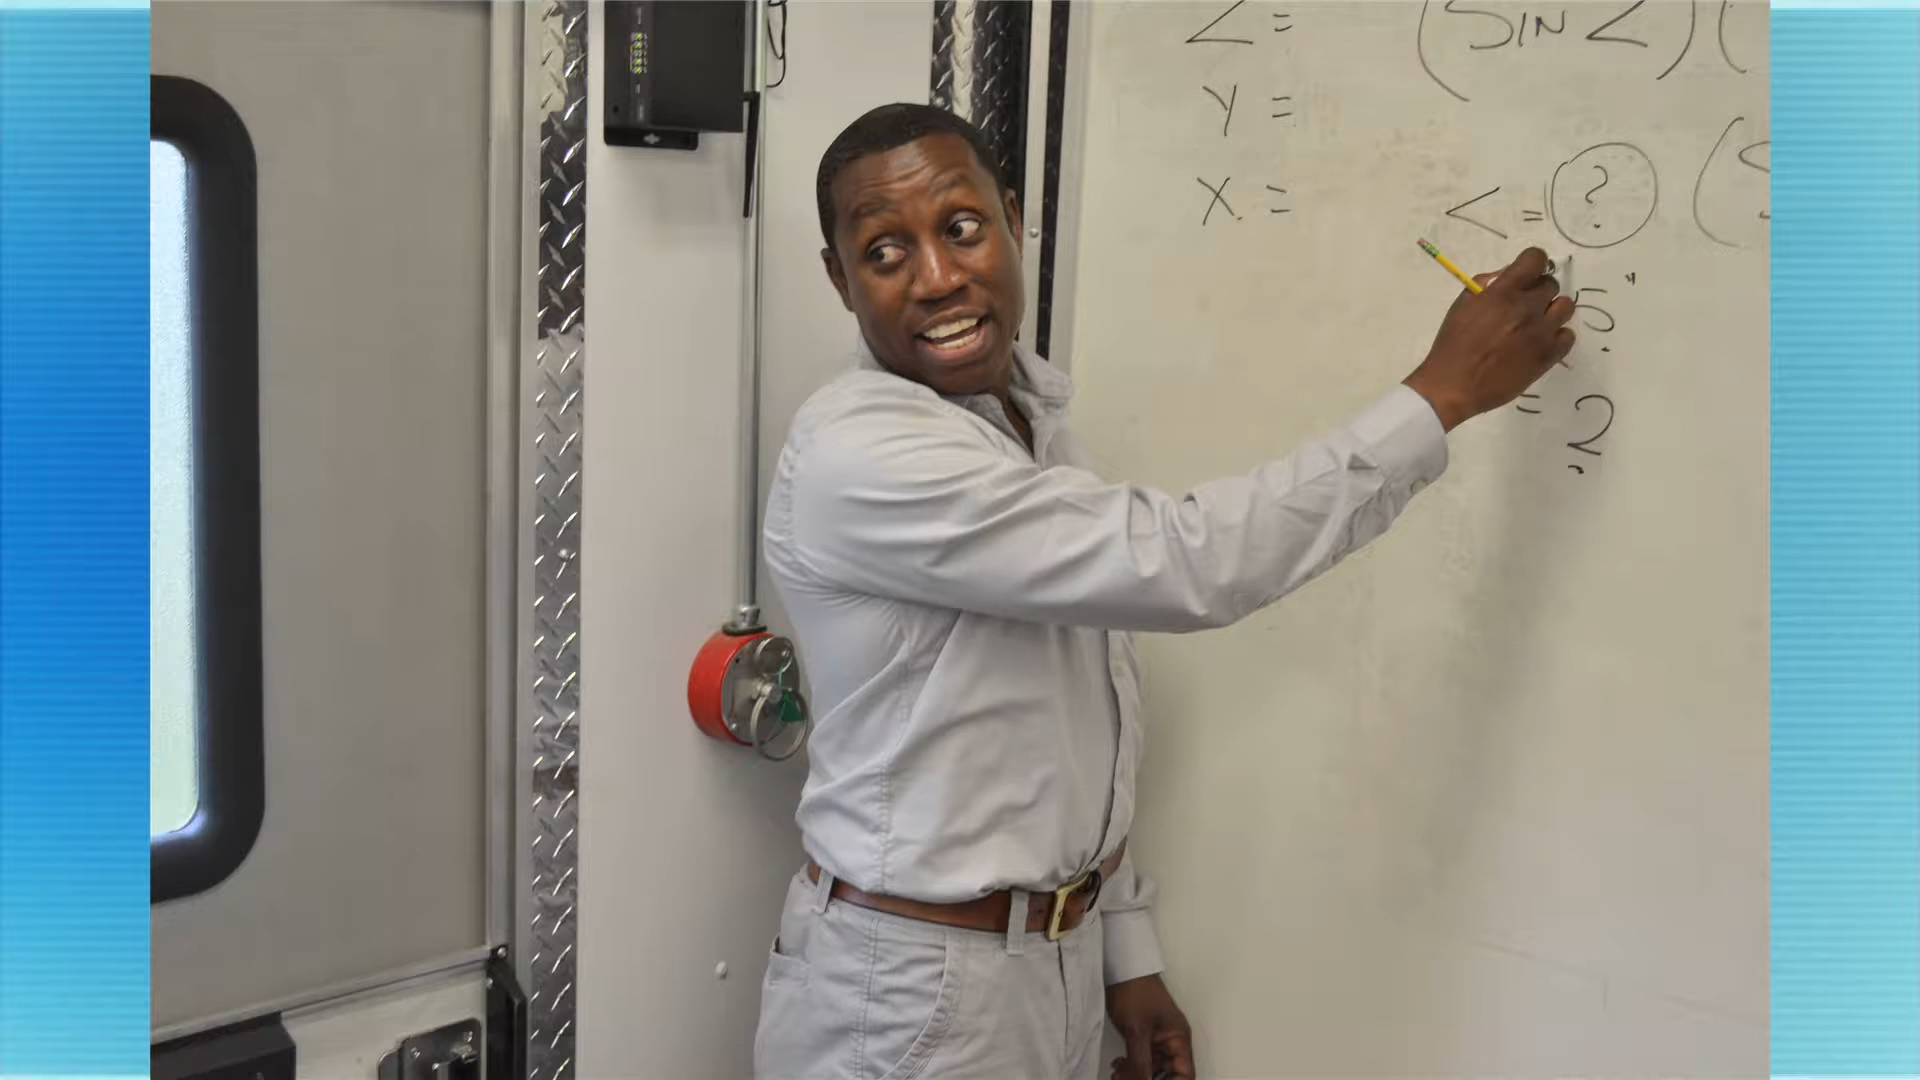 ∠ = (SIN ∠) (
Y =
X =
< = ? (
5"
= 2